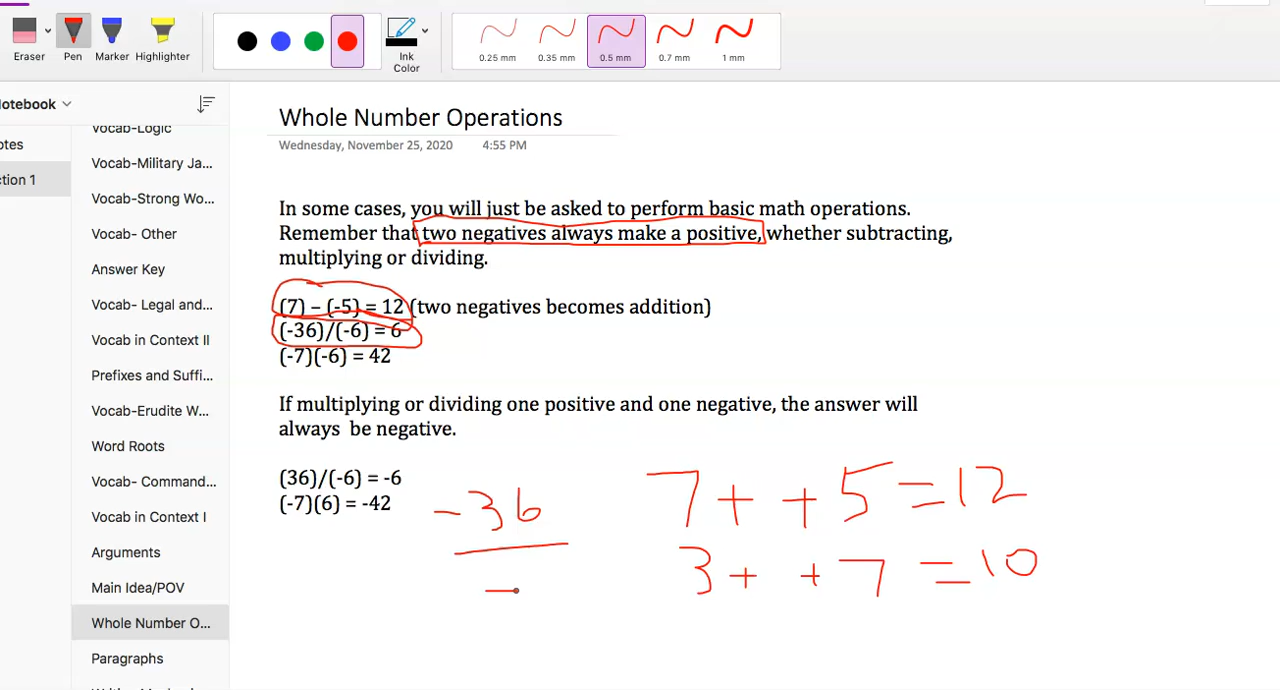 Eraser
Pen
Marker
Highlighter
Ink
Color
0.25 mm
0.35 mm
0.5 mm
0.7 mm
1 mm
otebook
otes
ction 1
Vocab-Logic
Vocab-Military Ja...
Vocab-Strong Wo...
Vocab- Other
Answer Key
Vocab- Legal and...
Vocab in Context II
Prefixes and Suffi...
Vocab-Erudite W...
Word Roots
Vocab- Command...
Vocab in Context I
Arguments
Main Idea/POV
Whole Number O...
Paragraphs
Whole Number Operations
Wednesday, November 25, 2020 4:55 PM
In some cases, you will just be asked to perform basic math operations.
Remember that two negatives always make a positive, whether subtracting,
multiplying or dividing.
(7) – (-5) = 12 (two negatives becomes addition)
(-36)/(-6) = 6
(-7)(-6) = 42
If multiplying or dividing one positive and one negative, the answer will
always be negative.
(36)/(-6) = -6
(-7)(6) = -42
-36
-
7+ +5=12
3+ +7=10